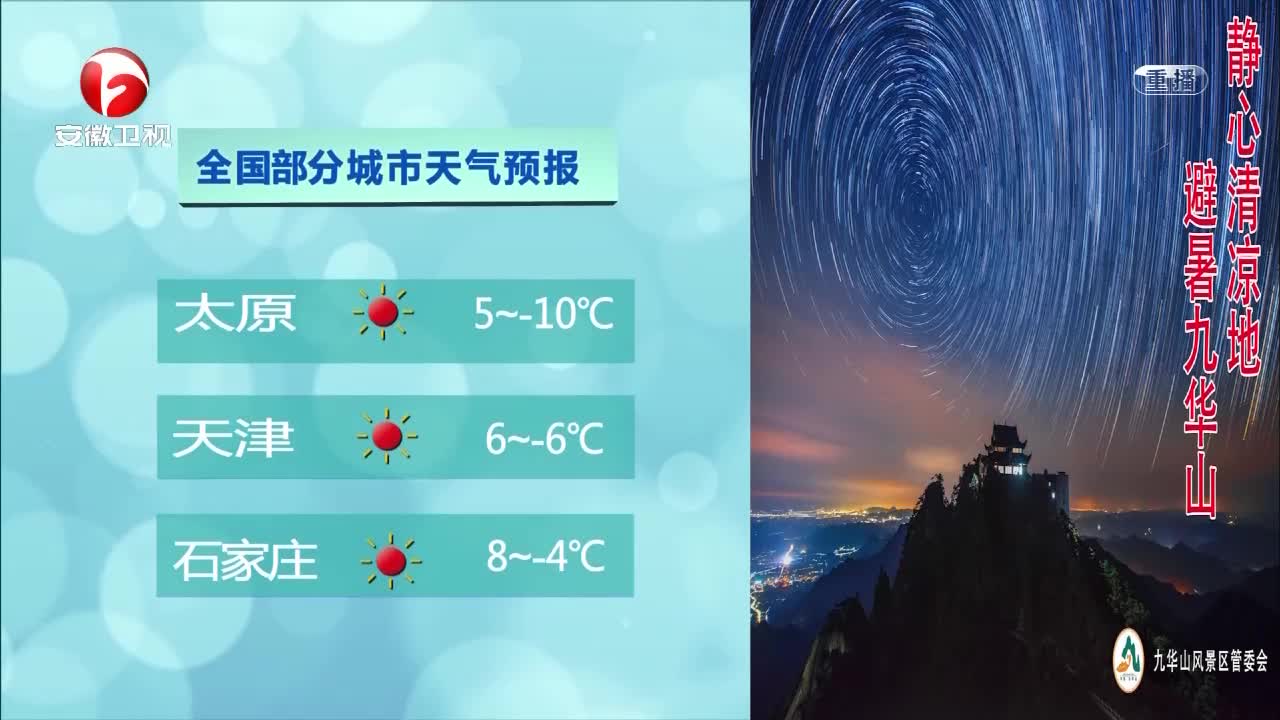 安徽卫视
全国部分城市天气预报
太原 5~-10℃
天津 6~-6℃
石家庄 8~-4℃
重播
静心清凉地
避暑九华山
九华山风景区管委会